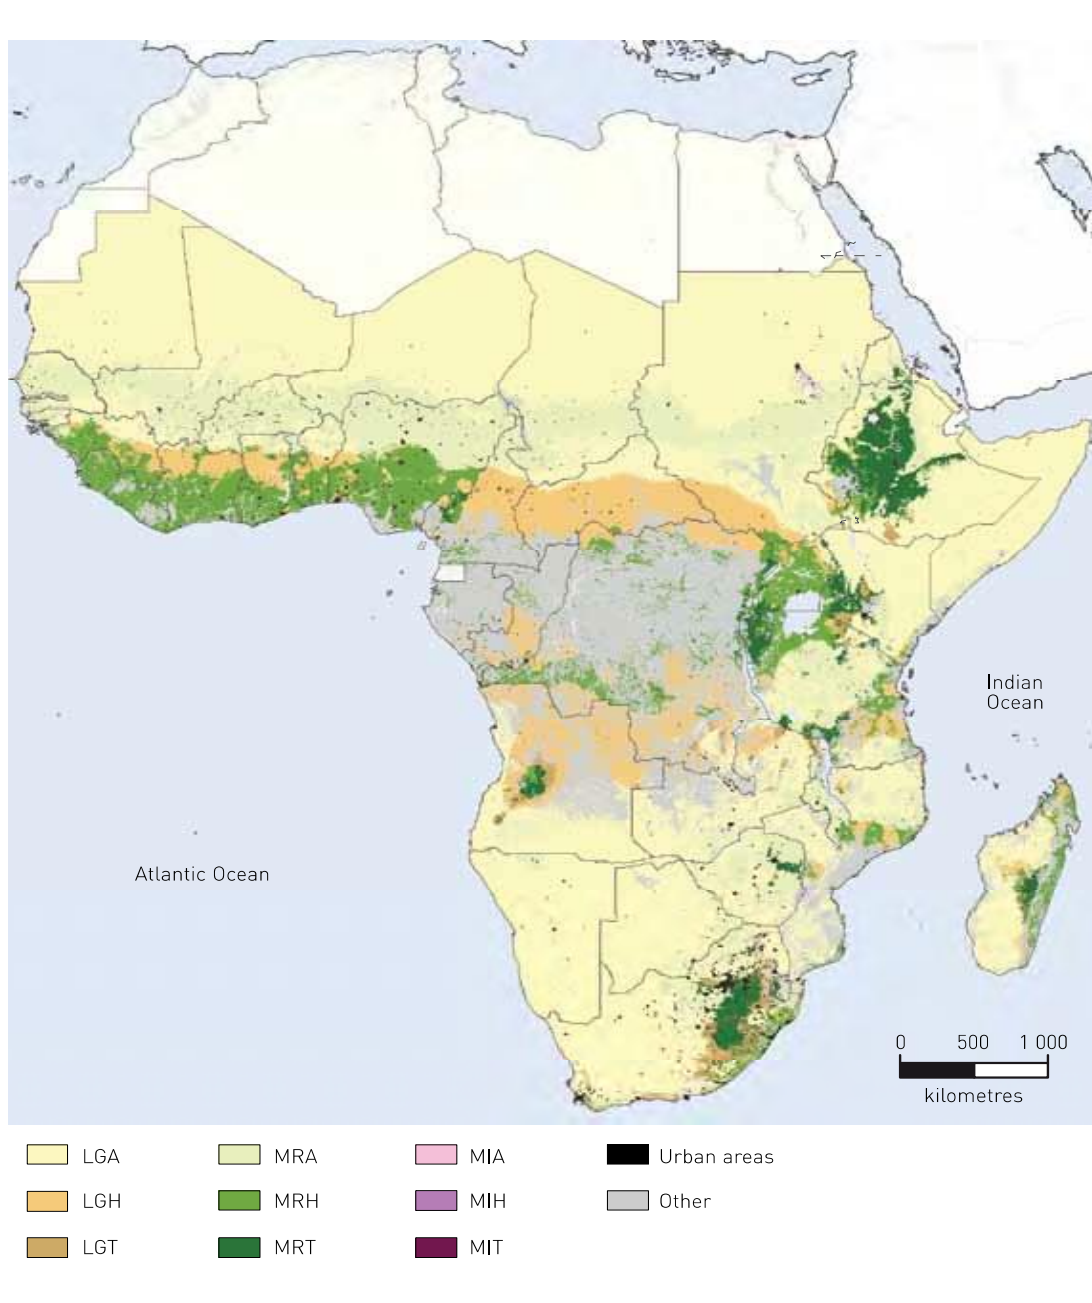 Indian
Ocean
Atlantic Ocean
0 500 1 000
kilometres
LGA MRA MIA Urban areas
LGH MRH MIH Other
LGT MRT MIT